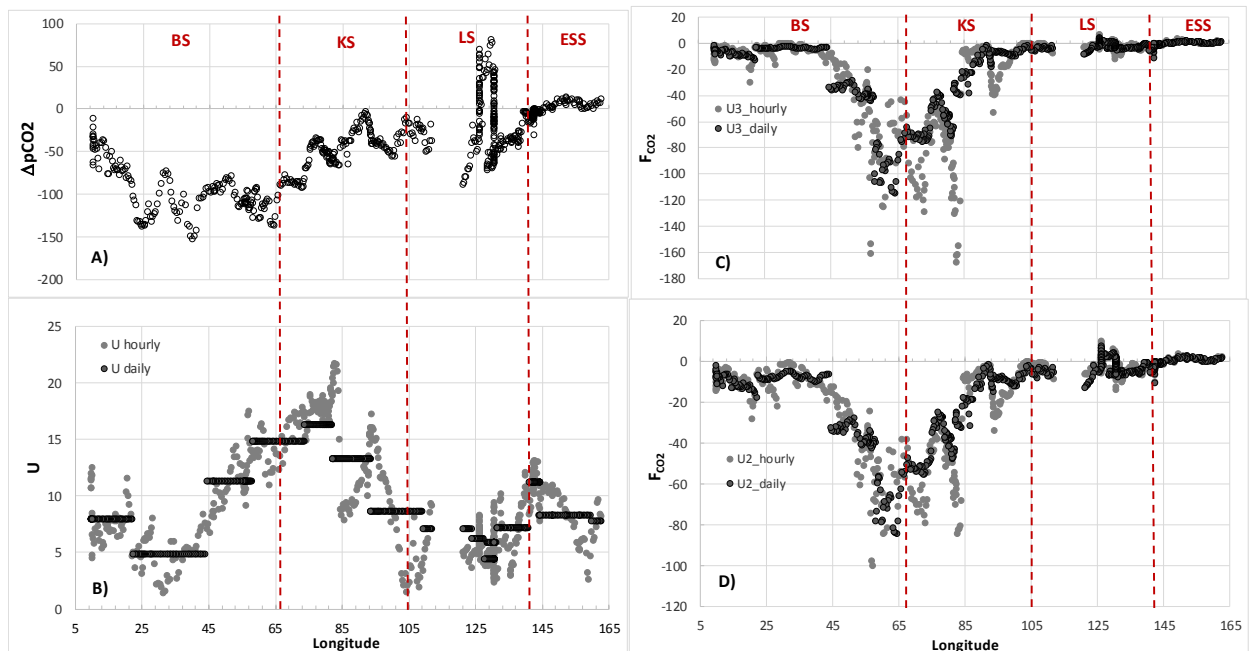 BS KS LS ESS
100
50
0
-50
-100
-150
-200
ΔpCO2
A)
25
20
15
10
5
0
U
U hourly
U daily
B)
5 25 45 65 85 105 125 145 163
Longitude
BS KS LS ESS
20
0
-20
-40
-60
-80
-100
-120
-140
-160
-180
FCO2
U3_hourly
U3_daily
C)
20
0
-20
-40
-60
-80
-100
-120
FCO2
U2_hourly
U2_daily
D)
5 25 45 65 85 105 125 145 165
Longitude